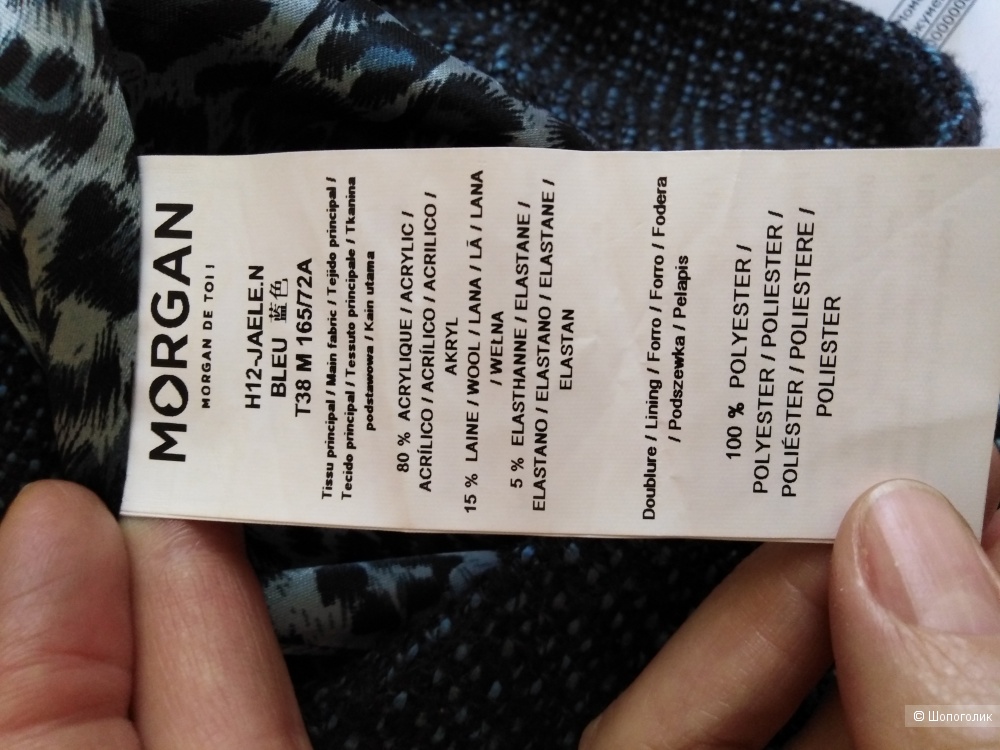 MORGAN
MORGAN DE TOI !
H12-JAELE.N
BLEU 蓝色
T38 M 165/72A
Tissu principal / Main fabric / Tejido principal /
Tecido principal / Tessuto principale / Tkanina
podstawowa / Kain utama
80 % ACRYLIQUE / ACRYLIC /
ACRÍLICO / ACRÍLICO / ACRILICO /
AKRYL
15 % LAINE / WOOL / LANA / LÃ / LANA
/ WEŁNA
5 % ELASTHANNE / ELASTANE /
ELASTANO / ELASTANO / ELASTANE /
ELASTAN
Doublure / Lining / Forro / Forro / Fodera
/ Podszewka / Pelapis
100 % POLYESTER /
POLYESTER / POLIESTER /
POLIÉSTER / POLIESTERE /
POLIESTER
© Шопоголик